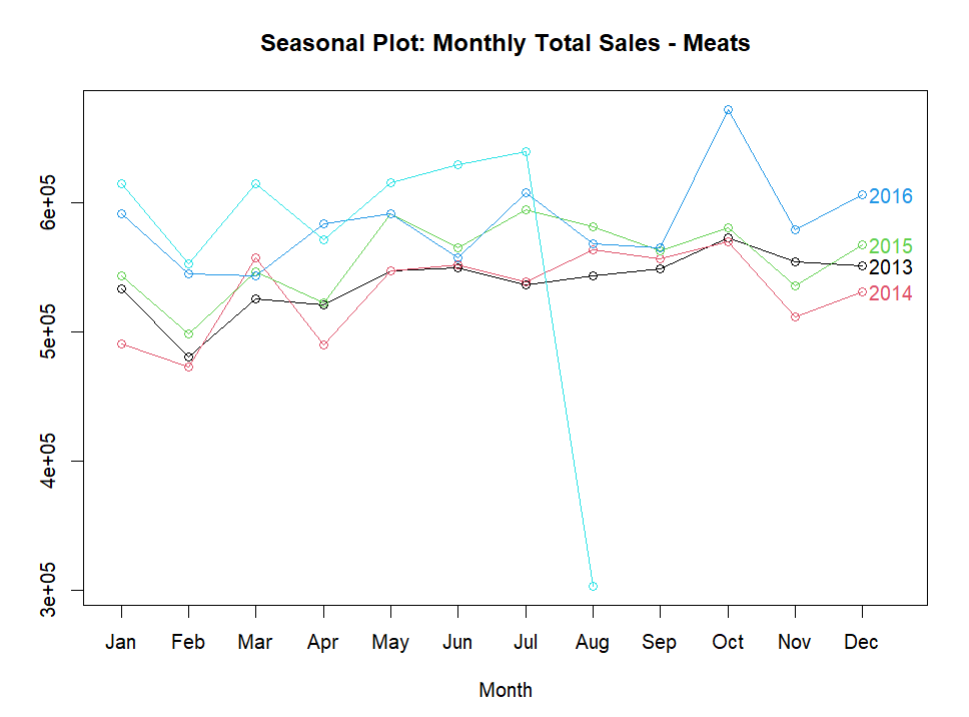 Seasonal Plot: Monthly Total Sales - Meats
6e+05
5e+05
4e+05
3e+05
2016
2015
2013
2014
Jan Feb Mar Apr May Jun Jul Aug Sep Oct Nov Dec
Month